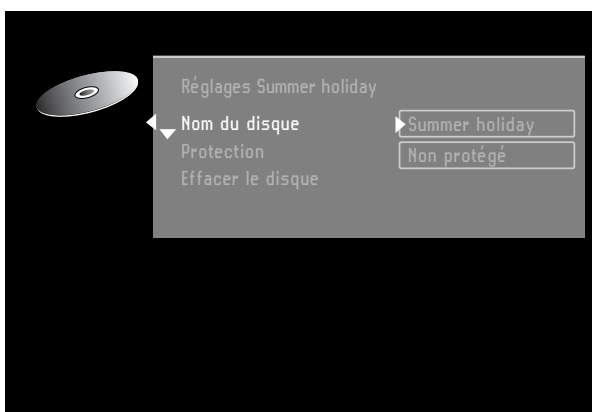 Réglages Summer holiday
Nom du disque Summer holiday
Protection Non protégé
Effacer le disque